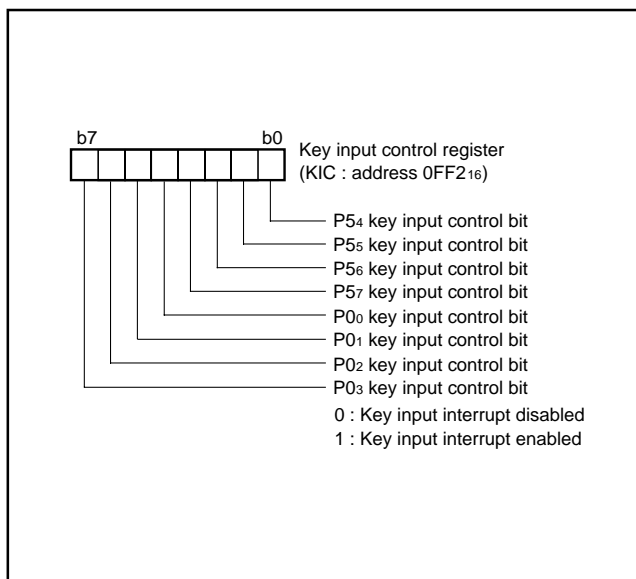 b7 b0
Key input control register
(KIC : address 0FF2₁₆)
P5₄ key input control bit
P5₅ key input control bit
P5₆ key input control bit
P5₇ key input control bit
P0₀ key input control bit
P0₁ key input control bit
P0₂ key input control bit
P0₃ key input control bit
0 : Key input interrupt disabled
1 : Key input interrupt enabled